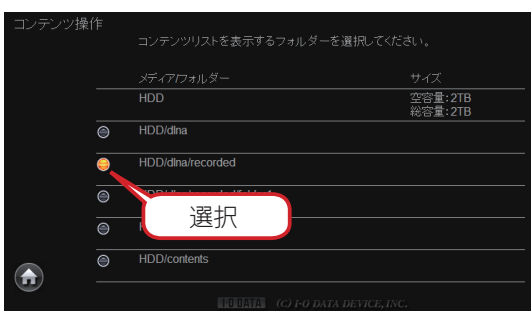 コンテンツ操作
コンテンツリストを表示するフォルダーを選択してください。
メディア/フォルダー サイズ
HDD 空容量:2TB
総容量:2TB
HDD/dlna
HDD/dlna/recorded
選択
HDD/contents
I-O DATA (C) I-O DATA DEVICE, INC.